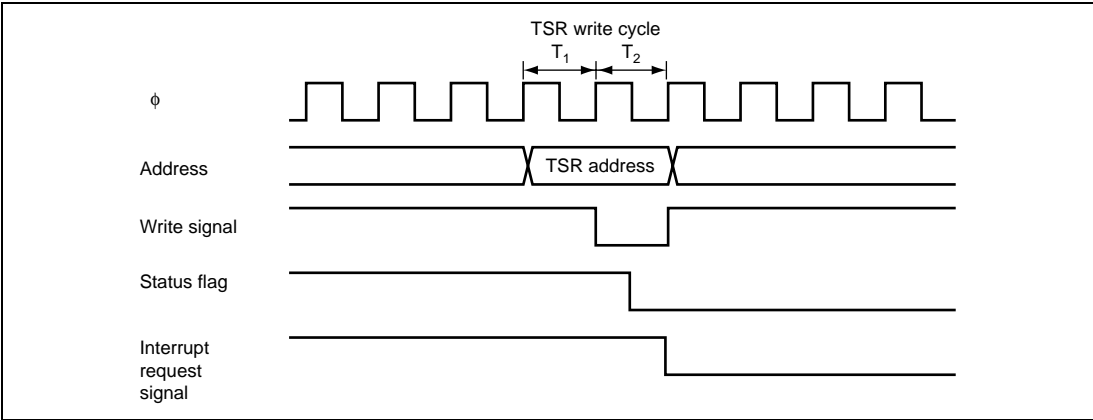 TSR write cycle
T₁ T₂
ϕ
Address
TSR address
Write signal
Status flag
Interrupt
request
signal